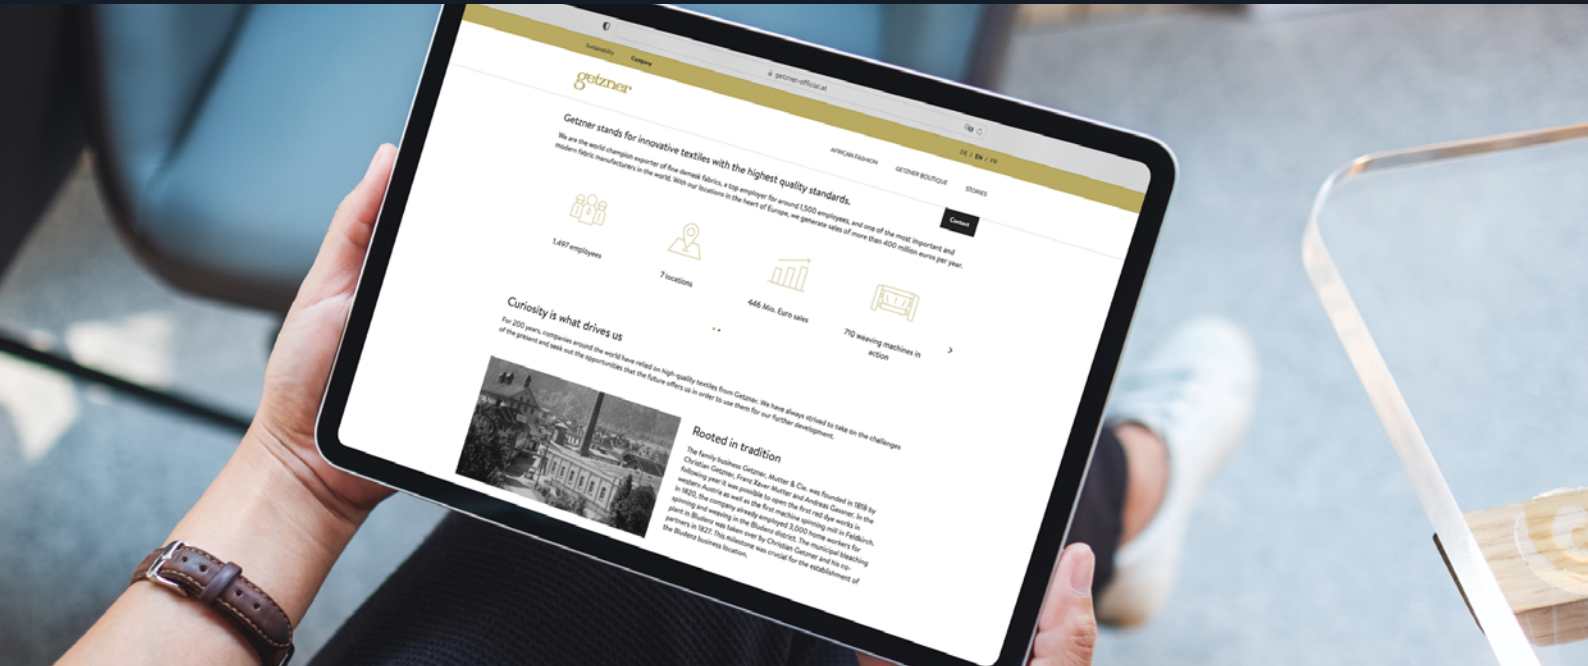 getzner-official.at
Sustainability
Company
DE / EN / FR
getzner
AFRICAN FASHION
GETZNER BOUTIQUE
STORIES
Contact
Getzner stands for innovative textiles with the highest quality standards.
We are the world champion exporter of fine damask fabrics, a top employer for around 1,500 employees, and one of the most important and
modern fabric manufacturers in the world. With our locations in the heart of Europe, we generate sales of more than 400 million euros per year.
1,497 employees
7 locations
446 Mio. Euro sales
710 weaving machines in
action
Curiosity is what drives us
For 200 years, companies around the world have relied on high-quality textiles from Getzner. We have always strived to take on the challenges
of the present and seek out the opportunities that the future offers us in order to use them for our further development.
Rooted in tradition
The family business Getzner, Mutter & Cie. was founded in 1818 by
Christian Getzner, Franz Xaver Mutter and Andreas Gassner. In the
following year it was possible to open the first red dye works in
western Austria as well as the first machine spinning mill in Feldkirch.
In 1820, the company already employed 3,000 home workers for
spinning and weaving in the Bludenz district. The municipal bleaching
plant in Bludenz was taken over by Christian Getzner and his co-
partners in 1827. This milestone was crucial for the establishment of
the Bludenz business location.